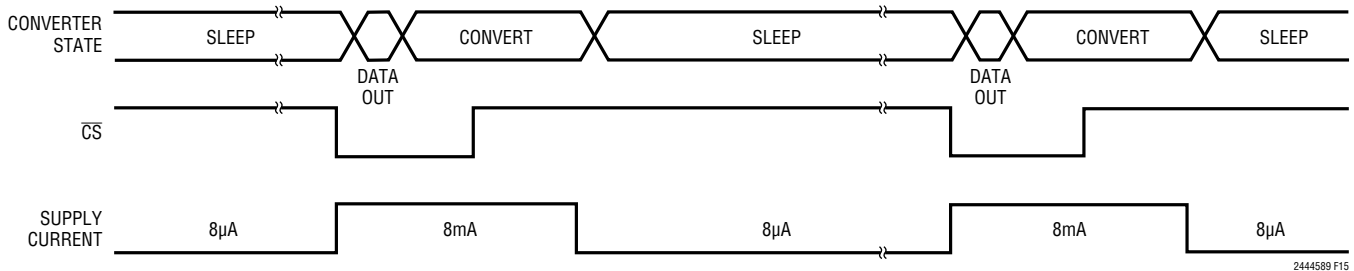 CONVERTER
STATE
SLEEP
CONVERT
SLEEP
CONVERT
SLEEP
DATA
OUT
DATA
OUT
CS
SUPPLY
CURRENT
8µA
8mA
8µA
8mA
8µA
2444589 F15